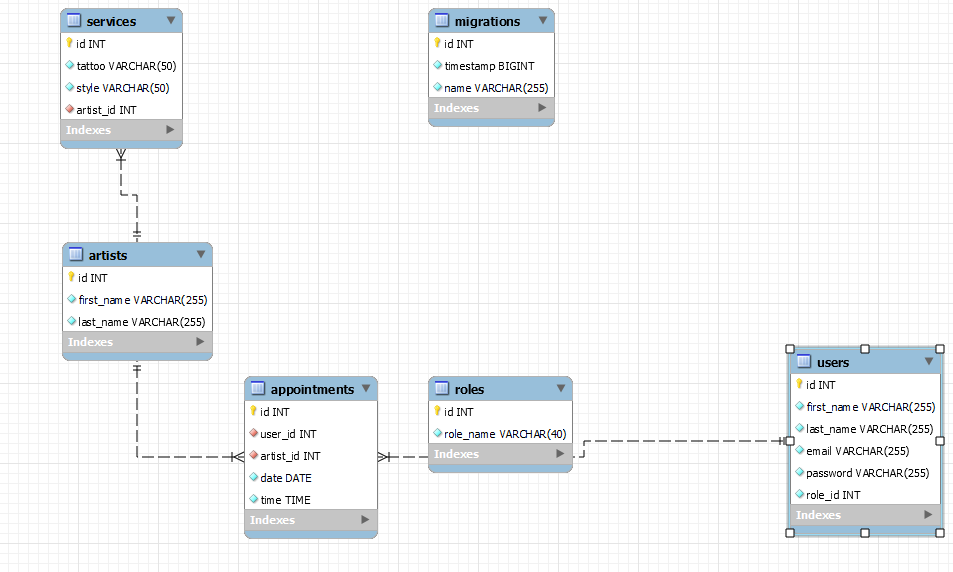 services
id INT
tattoo VARCHAR(50)
style VARCHAR(50)
artist_id INT
Indexes
migrations
id INT
timestamp BIGINT
name VARCHAR(255)
Indexes
artists
id INT
first_name VARCHAR(255)
last_name VARCHAR(255)
Indexes
appointments
id INT
user_id INT
artist_id INT
date DATE
time TIME
Indexes
roles
id INT
role_name VARCHAR(40)
Indexes
users
id INT
first_name VARCHAR(255)
last_name VARCHAR(255)
email VARCHAR(255)
password VARCHAR(255)
role_id INT
Indexes